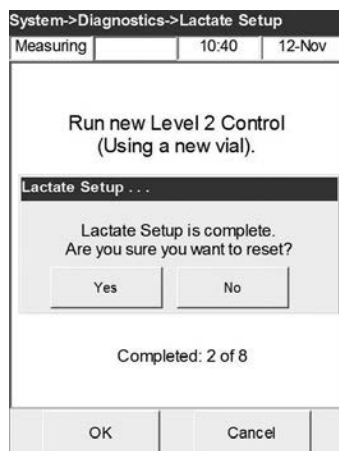 System->Diagnostics->Lactate Setup
Measuring 10:40 12-Nov
Run new Level 2 Control
(Using a new vial).
Lactate Setup . . .
Lactate Setup is complete.
Are you sure you want to reset?
Yes No
Completed: 2 of 8
OK Cancel